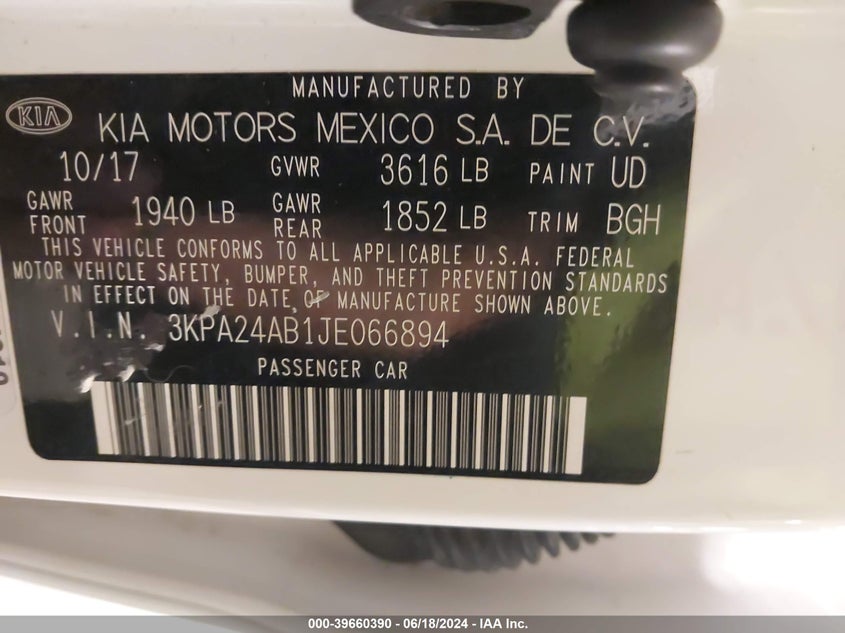 MANUFACTURED BY
KIA KIA MOTORS MEXICO S.A. DE C.V.
10/17 GVWR 3616 LB PAINT UD
GAWR FRONT 1940 LB GAWR REAR 1852 LB TRIM BGH
THIS VEHICLE CONFORMS TO ALL APPLICABLE U.S.A. FEDERAL
MOTOR VEHICLE SAFETY, BUMPER, AND THEFT PREVENTION STANDARDS
IN EFFECT ON THE DATE OF MANUFACTURE SHOWN ABOVE.
V.I.N. 3KPA24AB1JE066894
PASSENGER CAR
000-39660390 - 06/18/2024 - IAA Inc.